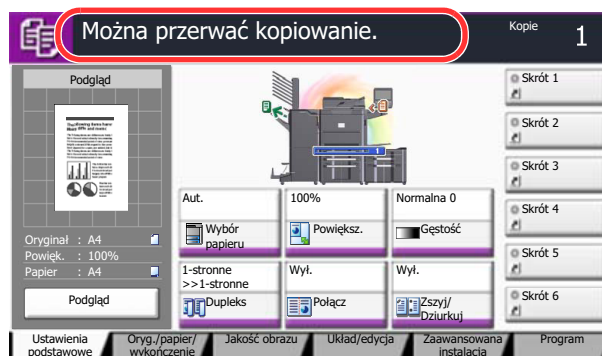 Można przerwać kopiowanie.
Kopie
1
Podgląd
Oryginał : A4
Powięk. : 100%
Papier : A4
Podgląd
1
Aut.
Wybór
papieru
100%
Powiększ.
Normalna 0
Gęstość
1-stronne
>>1-stronne
Dupleks
Wył.
Połącz
Wył.
Zszyj/
Dziurkuj
Skrót 1
Skrót 2
Skrót 3
Skrót 4
Skrót 5
Skrót 6
Ustawienia
podstawowe
Oryg./papier/
wykończenie
Jakość obrazu
Układ/edycja
Zaawansowana
instalacja
Program